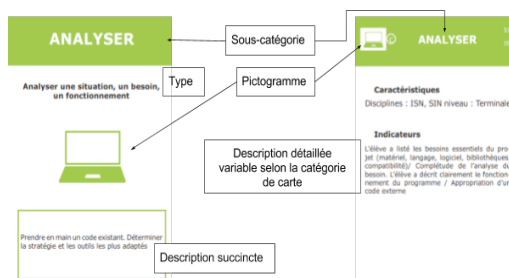 ANALYSER
Analyser une situation, un besoin,
un fonctionnement
Prendre en main un code existant. Déterminer
la stratégie et les outils les plus adaptés
Sous-catégorie
Type
Pictogramme
Description détaillée
variable selon la catégorie
de carte
Description succincte
ANALYSER
Caractéristiques
Disciplines : ISN, SIN niveau : Terminale
Indicateurs
L'élève a listé les besoins essentiels du pro-
jet (matériel, langage, logiciel, bibliothèques,
compatibilité)/ Complétude de l'analyse du
besoin. L'élève a décrit clairement le fonction-
nement du programme / Appropriation d'un
code externe